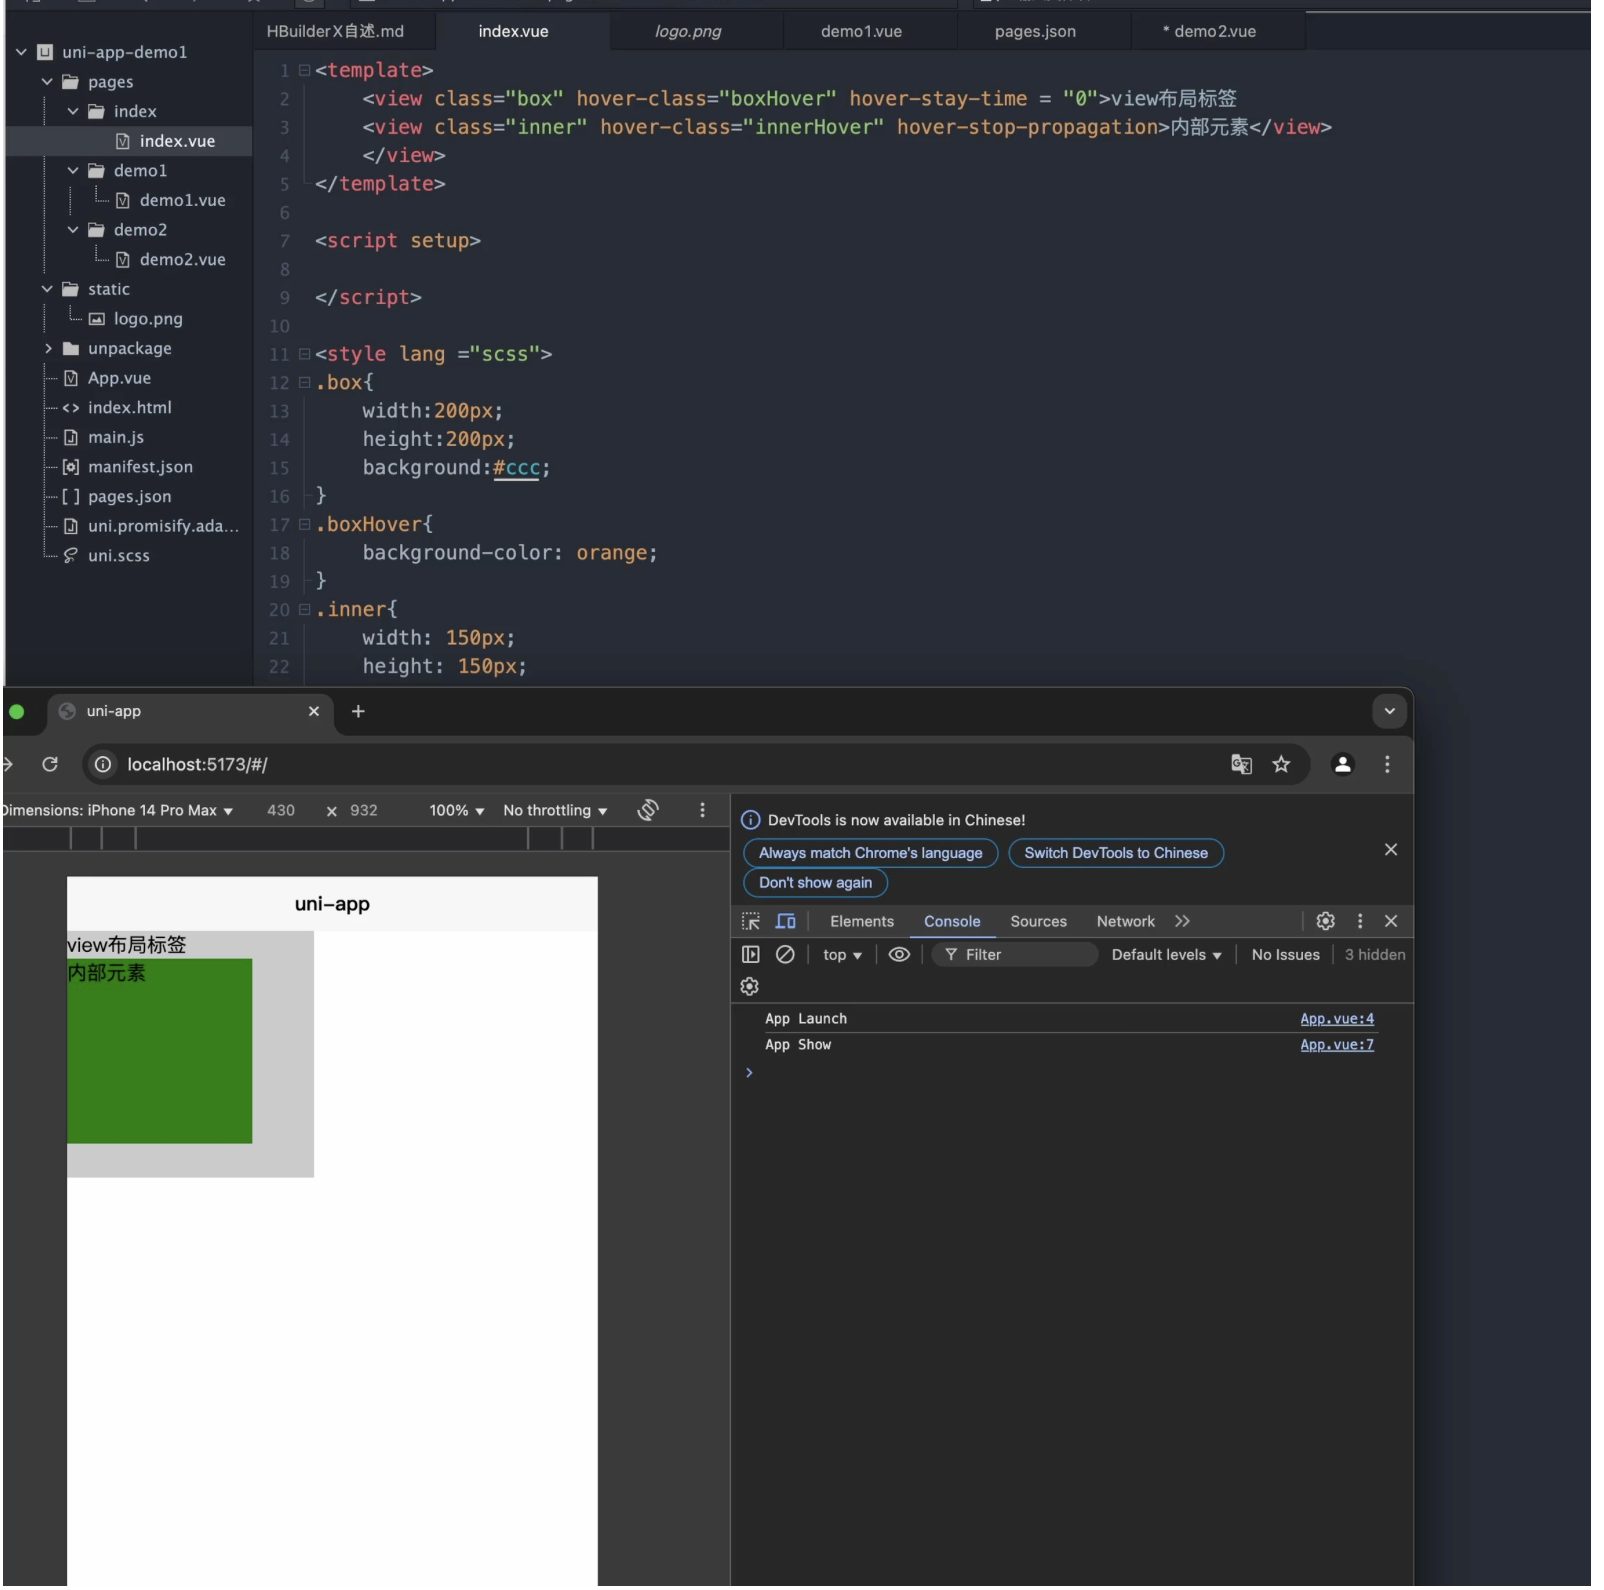 HBuilderX自述.md
index.vue
logo.png
demo1.vue
pages.json
* demo2.vue
uni-app-demo1
pages
index
index.vue
demo1
demo1.vue
demo2
demo2.vue
static
logo.png
unpackage
App.vue
index.html
main.js
manifest.json
pages.json
uni.promisify.ada...
uni.scss
1 <template>
2 <view class="box" hover-class="boxHover" hover-stay-time = "0">view布局标签
3 <view class="inner" hover-class="innerHover" hover-stop-propagation>内部元素</view>
4 </view>
5 </template>
6
7 <script setup>
8
9 </script>
10
11 <style lang ="scss">
12 .box{
13 width:200px;
14 height:200px;
15 background:#ccc;
16 }
17 .boxHover{
18 background-color: orange;
19 }
20 .inner{
21 width: 150px;
22 height: 150px;
uni-app
localhost:5173/#/
Dimensions: iPhone 14 Pro Max 430 x 932 100% No throttling
uni-app
view布局标签
内部元素
DevTools is now available in Chinese!
Always match Chrome's language
Switch DevTools to Chinese
Don't show again
Elements Console Sources Network
top Filter Default levels No Issues 3 hidden
App Launch App.vue:4
App Show App.vue:7